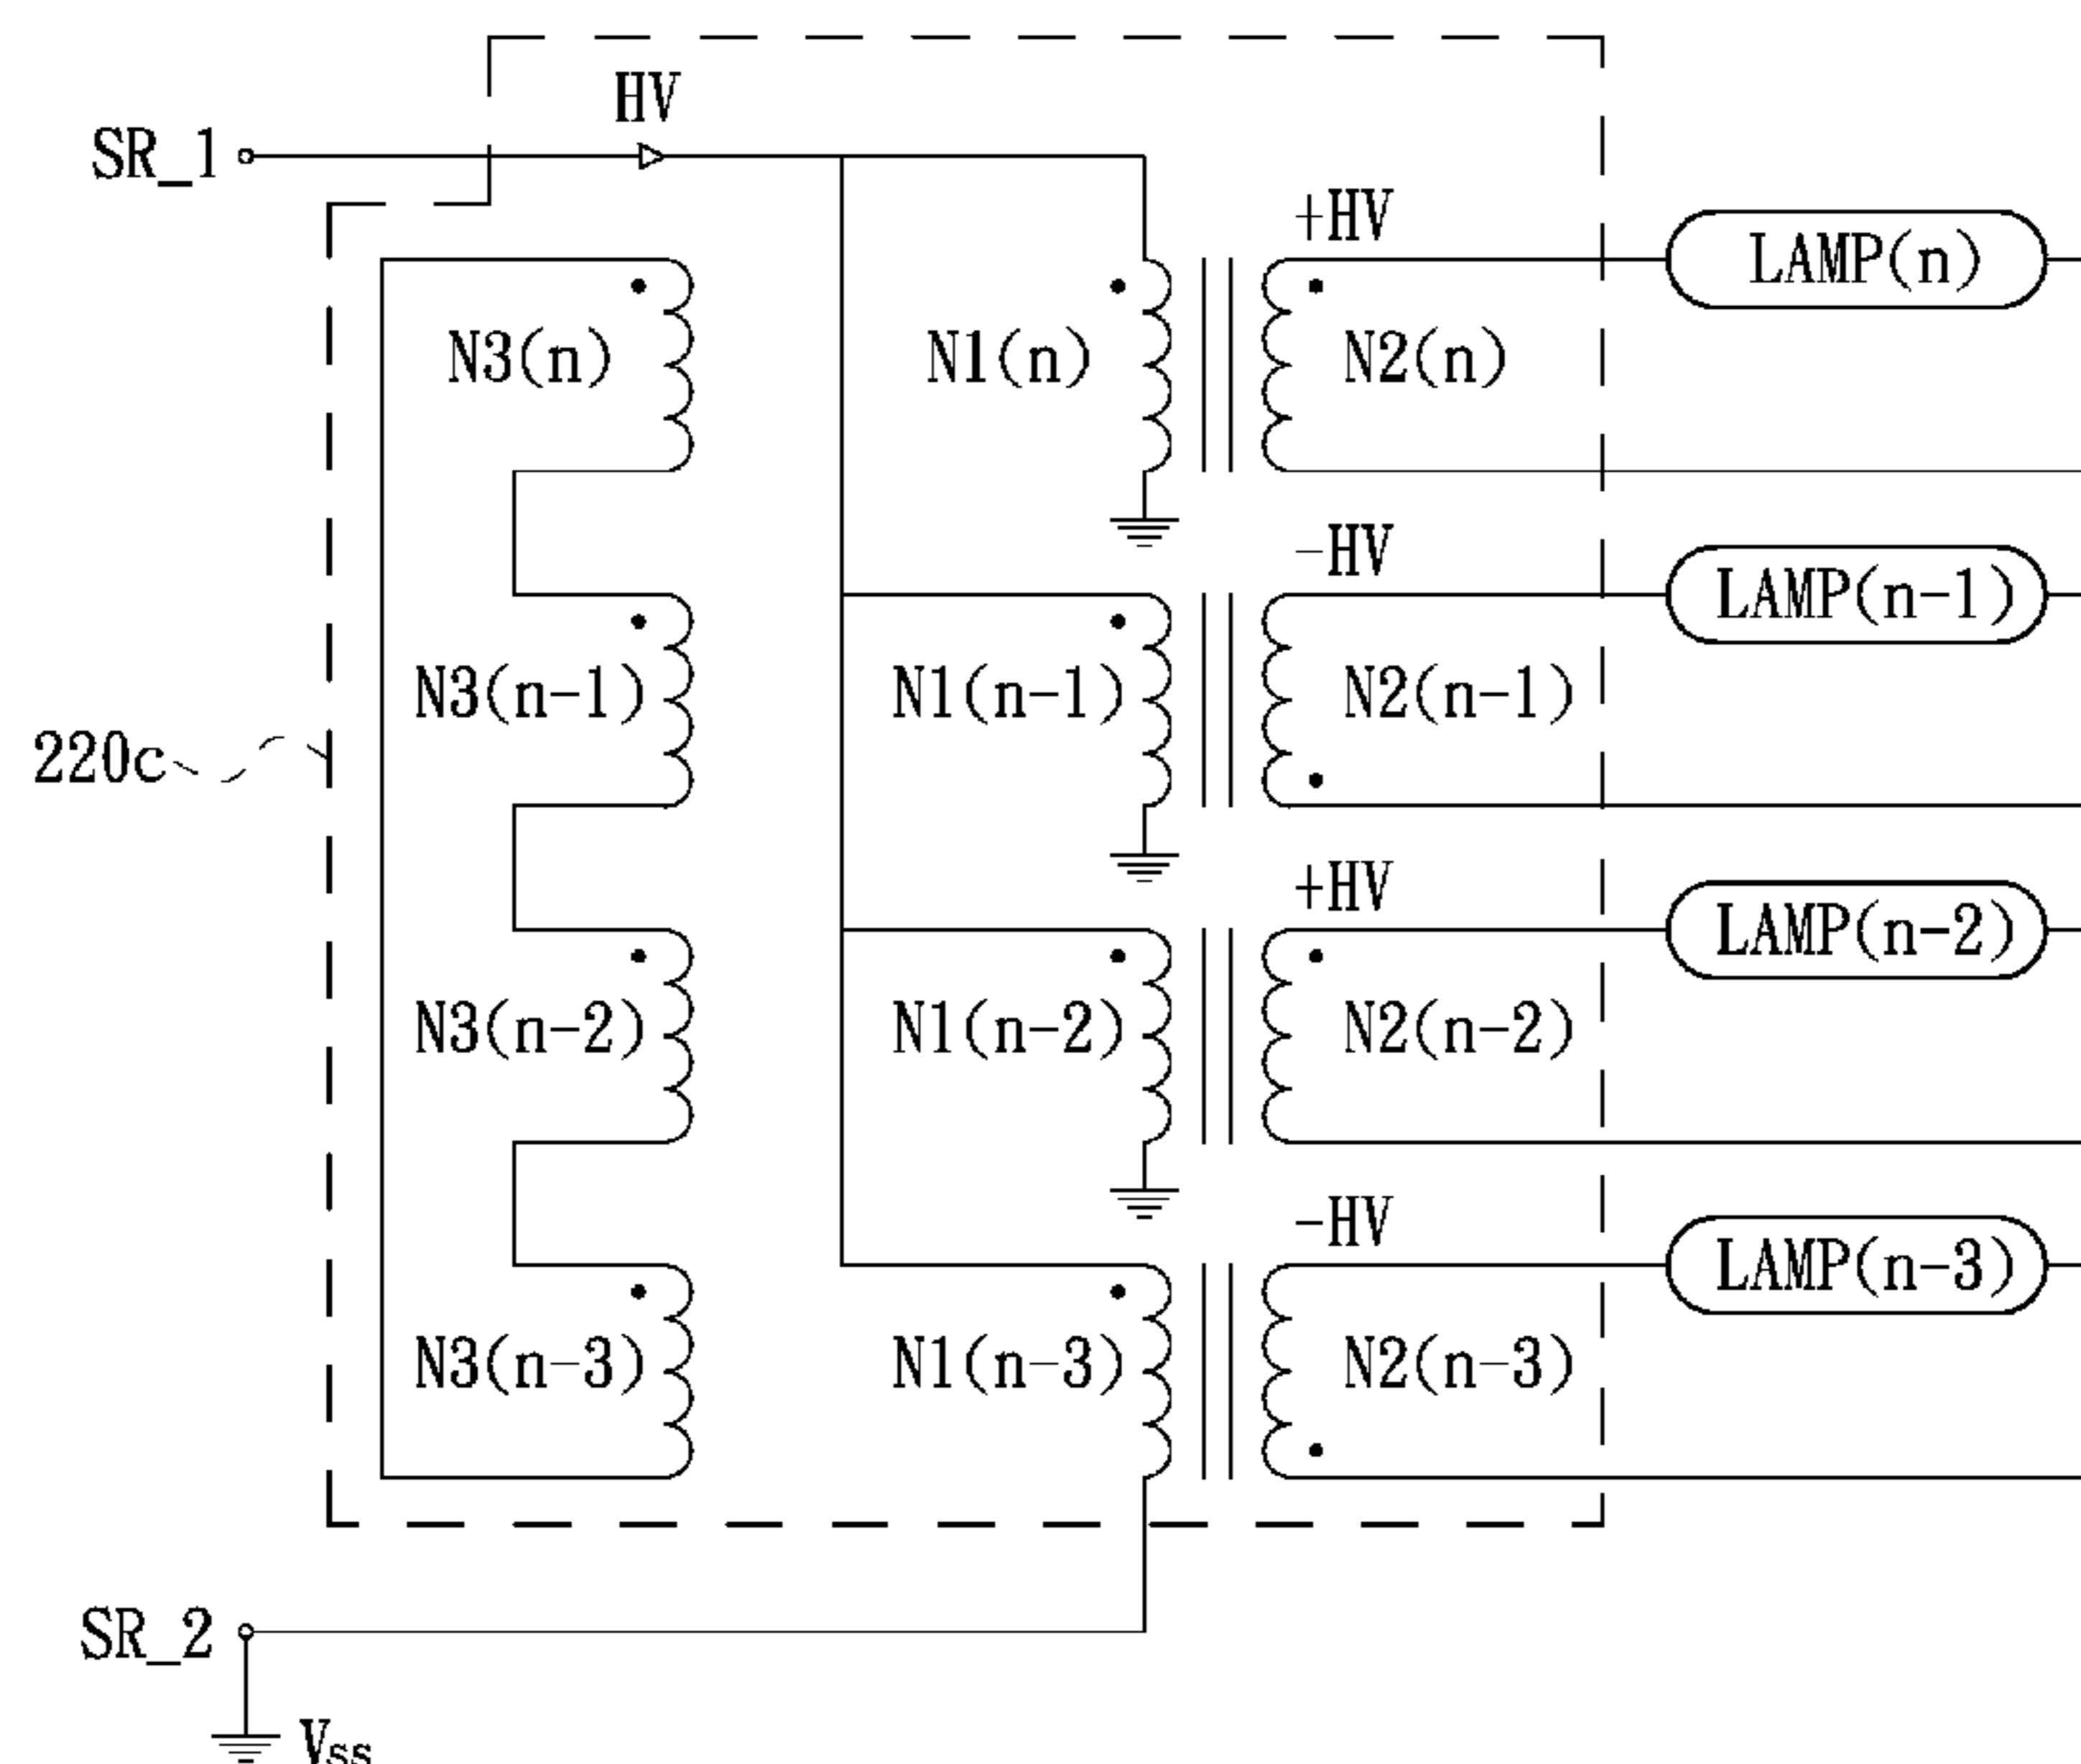 HV
SR_1
+HV
LAMP(n)
N3(n) N1(n) N2(n)
-HV
LAMP(n-1)
N3(n-1) N1(n-1) N2(n-1)
220c
+HV
LAMP(n-2)
N3(n-2) N1(n-2) N2(n-2)
-HV
LAMP(n-3)
N3(n-3) N1(n-3) N2(n-3)
SR_2
Vss